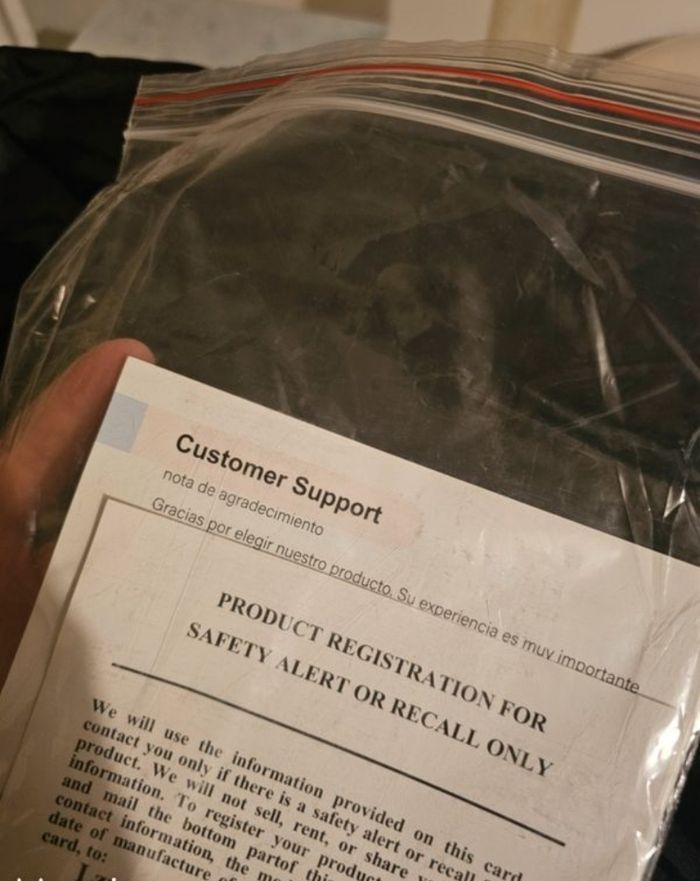 Customer Support
nota de agradecimiento
Gracias por elegir nuestro producto. Su experiencia es muy importante
PRODUCT REGISTRATION FOR
SAFETY ALERT OR RECALL ONLY
We will use the information provided on this card
contact you only if there is a safety alert or recall
product. We will not sell, rent, or share
information. To register your product
and mail the bottom partof this
contact information, the
date of manufacture
card, to: